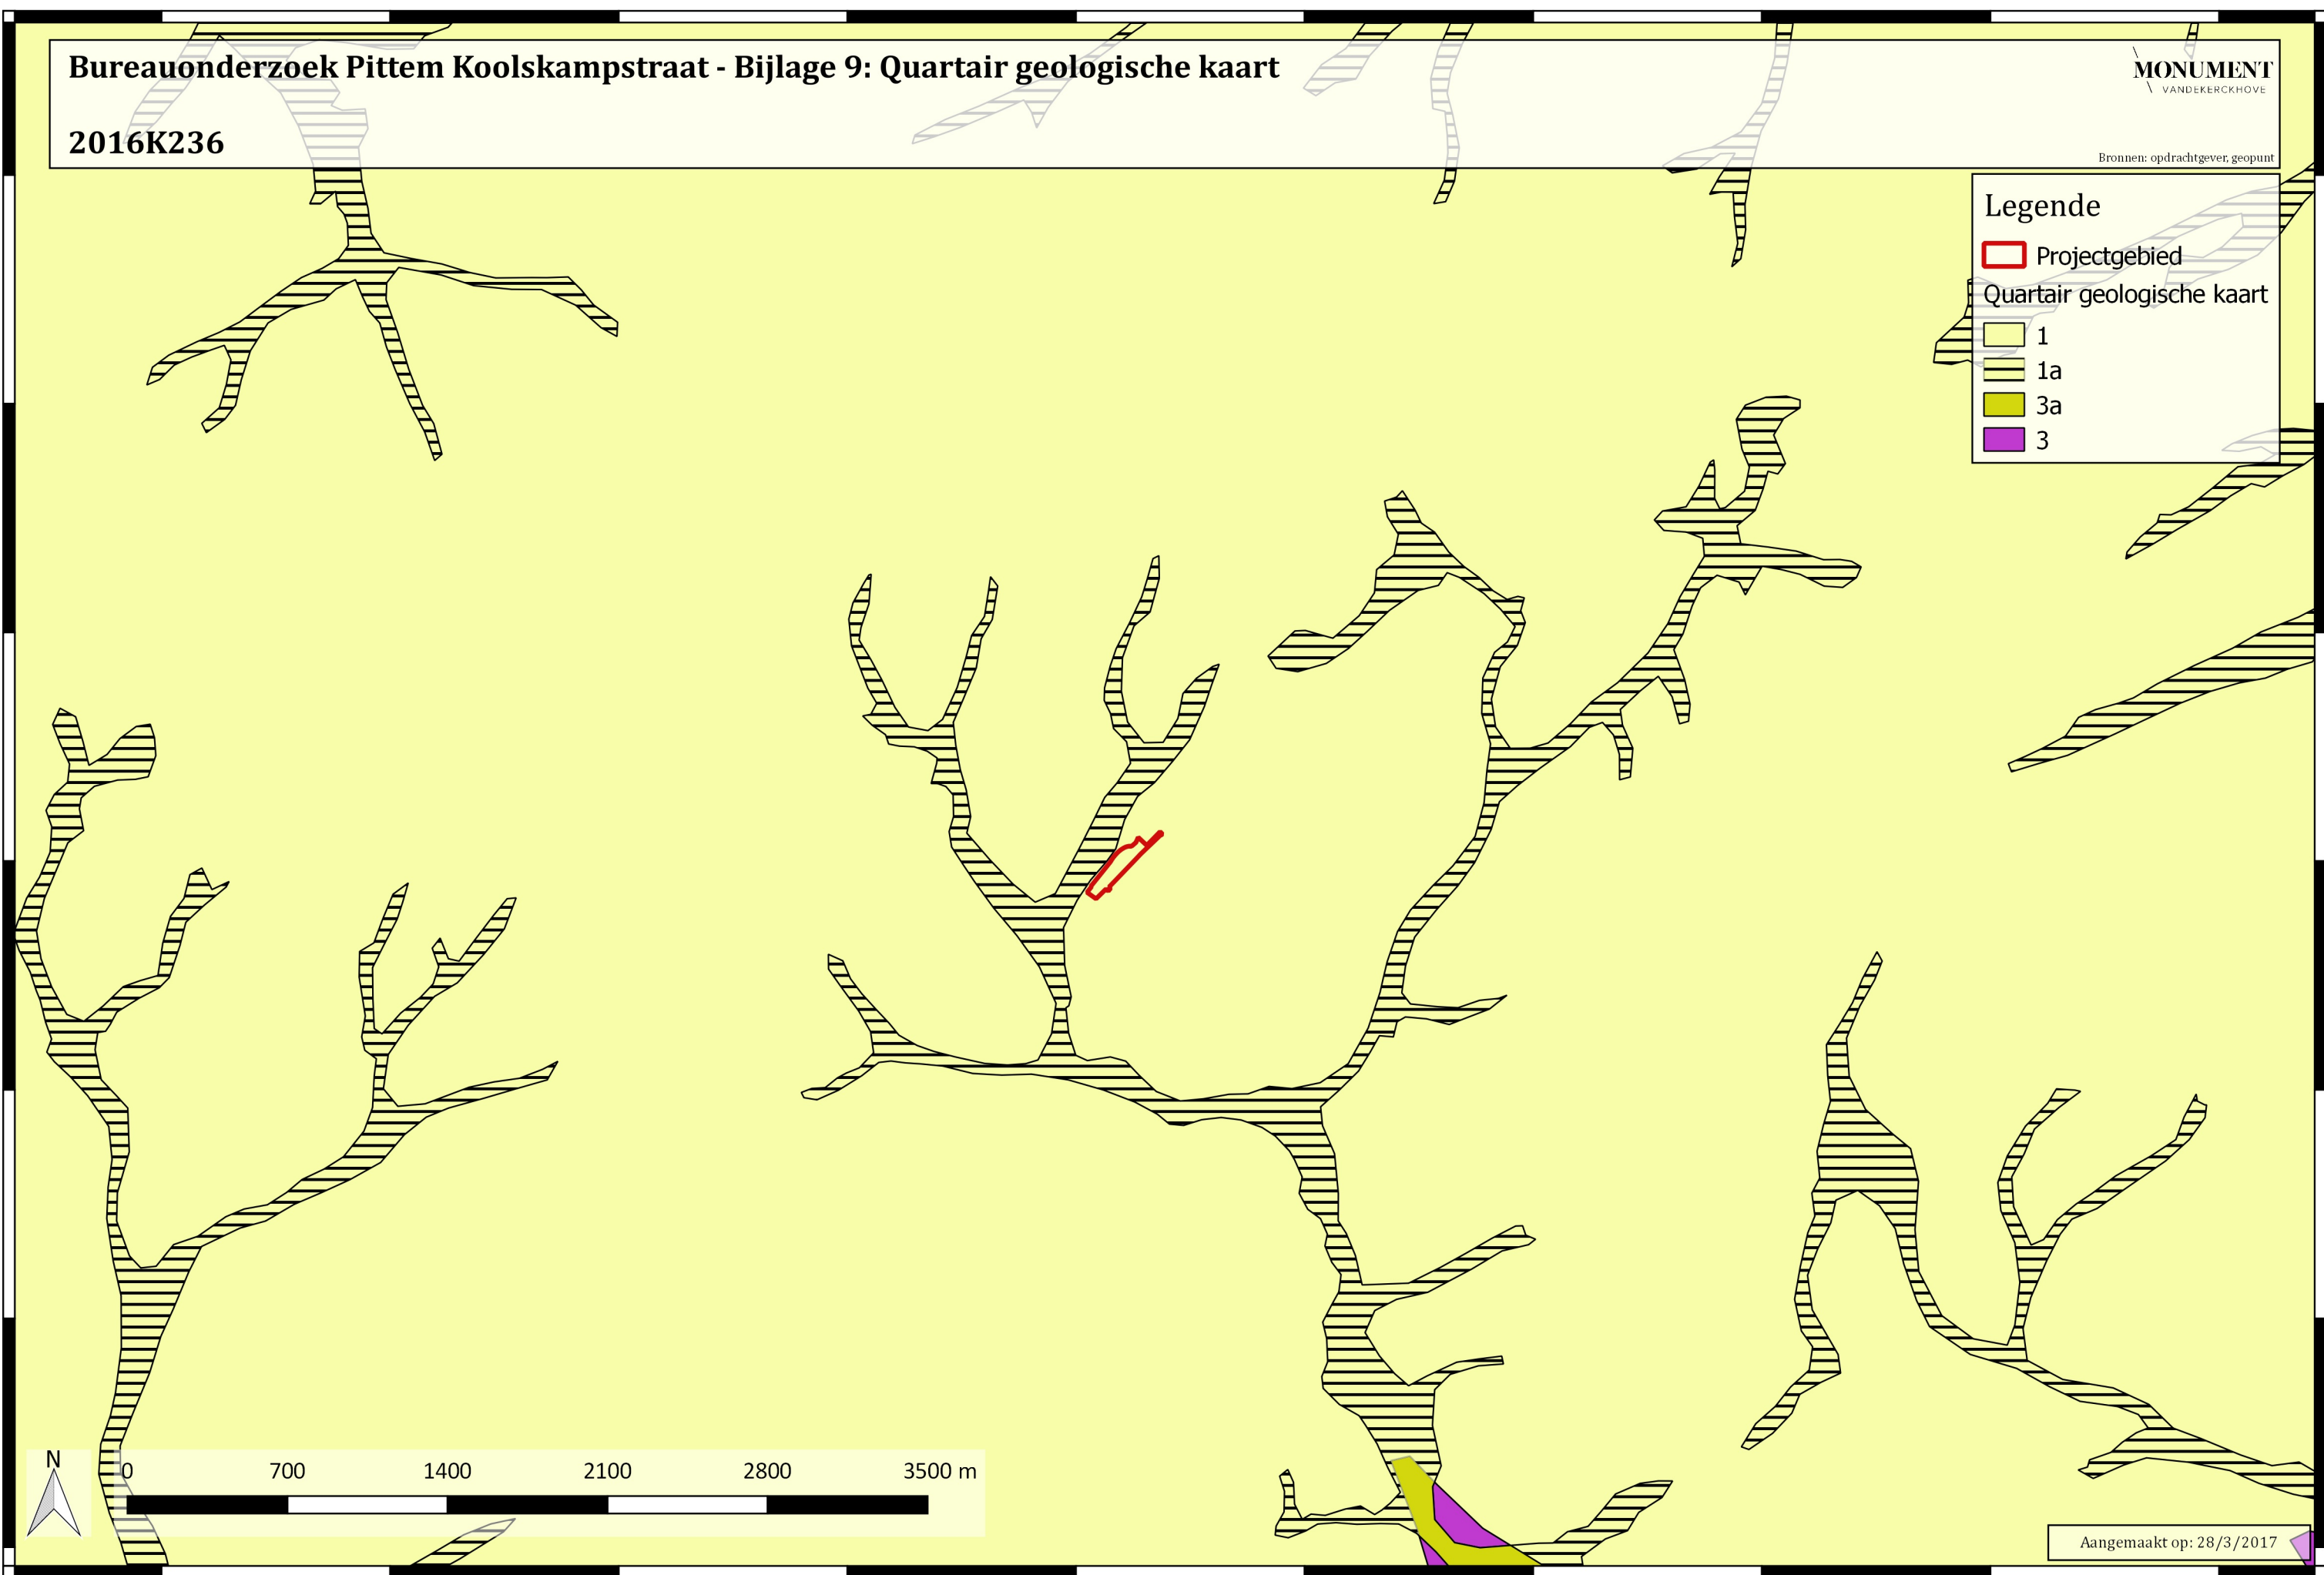 Bureauonderzoek Pittem Koolskampstraat - Bijlage 9: Quartair geologische kaart
MONUMENT
VANDEKERCKHOVE
2016K236
Bronnen: opdrachtgever, geopunt
Legende
Projectgebied
Quartair geologische kaart
1
1a
3a
3
N
0 700 1400 2100 2800 3500 m
Aangemaakt op: 28/3/2017